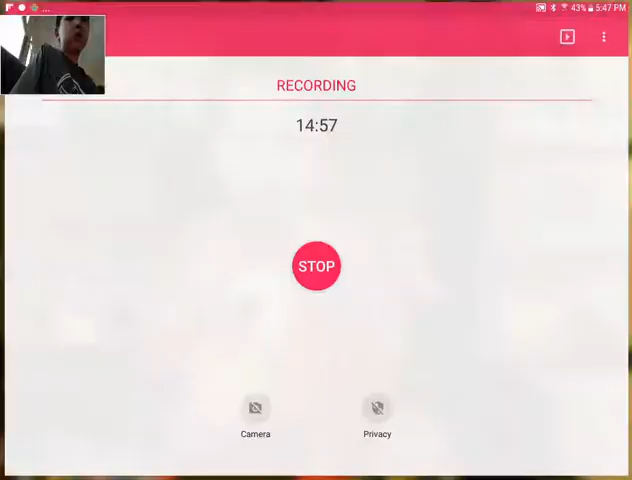 43% 5:47 PM
RECORDING
14:57
STOP
Camera
Privacy